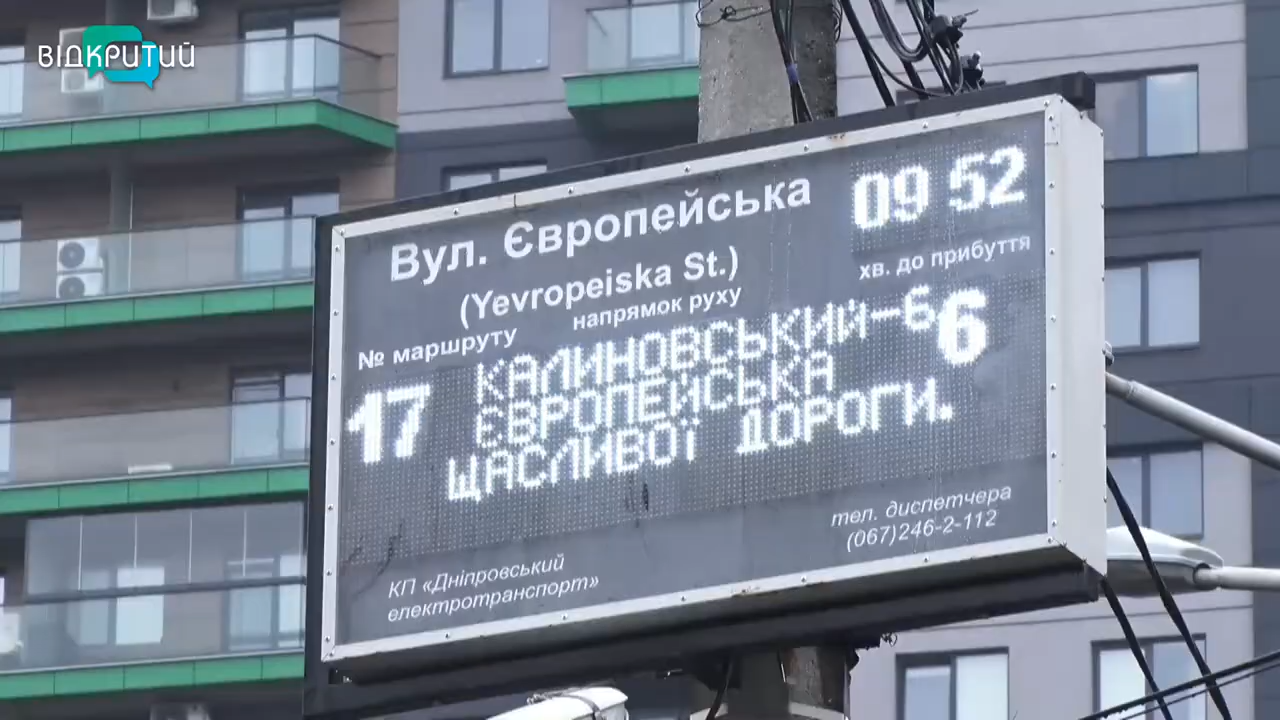 ВІДКРИТИЙ
Вул. Європейська
09 52
(Yevropeiska St.)
хв. до прибуття
№ маршруту
напрямок руху
17
КАЛИНОВСЬКИЙ-Б
6
ЄВРОПЕЙСЬКА
ЩАСЛИВОЇ ДОРОГИ.
тел. диспетчера
(067)246-2-112
КП «Дніпровський
електротранспорт»